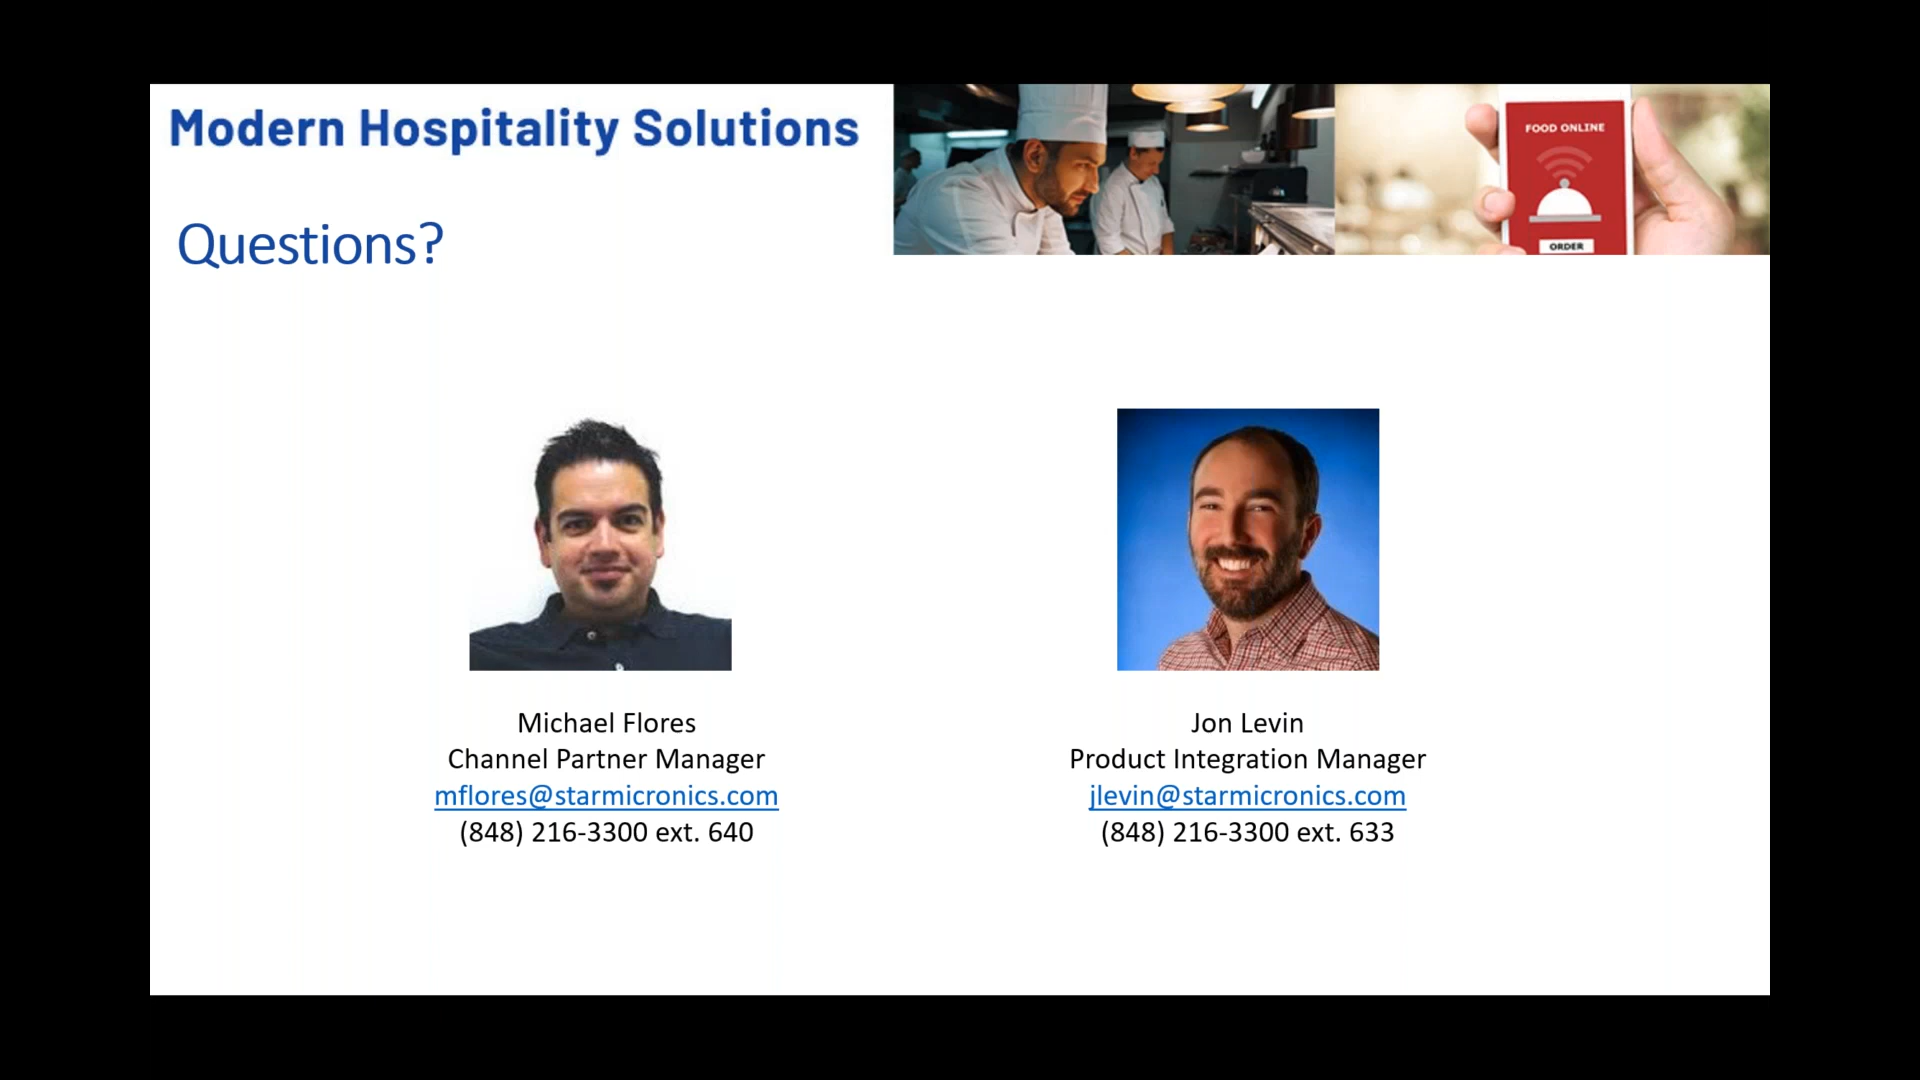 Modern Hospitality Solutions
FOOD ONLINE
ORDER
Questions?
Michael Flores
Channel Partner Manager
mflores@starmicronics.com
(848) 216-3300 ext. 640
Jon Levin
Product Integration Manager
jlevin@starmicronics.com
(848) 216-3300 ext. 633